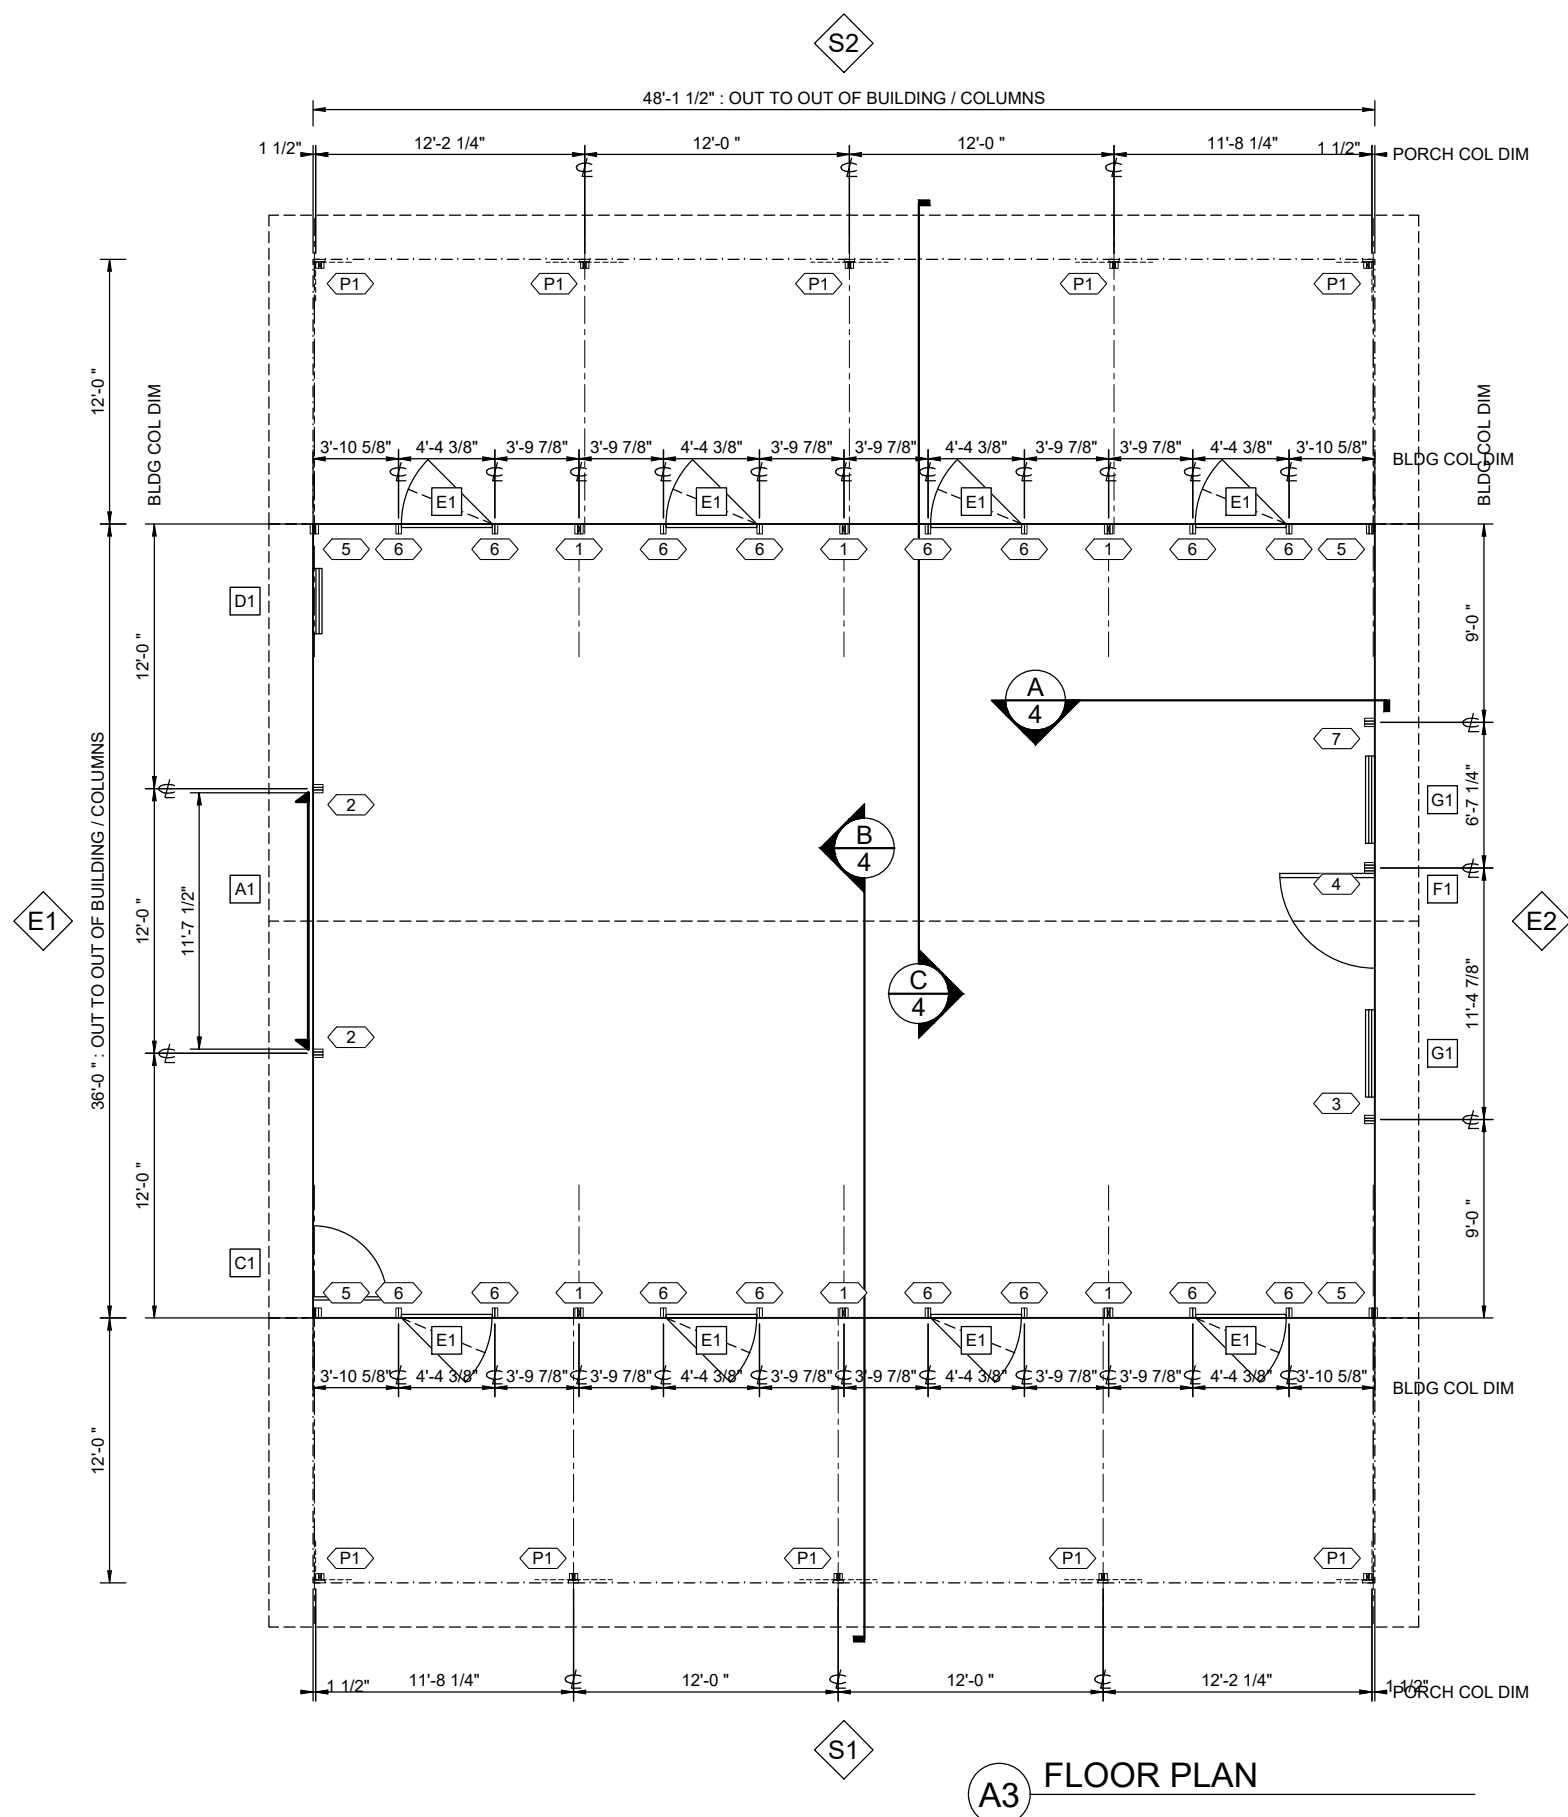 S2
48'-1 1/2" : OUT TO OUT OF BUILDING / COLUMNS
1 1/2" 12'-2 1/4" 12'-0 " 12'-0 " 11'-8 1/4" 1 1/2" PORCH COL DIM
P1 P1 P1 P1 P1
12'-0 "
BLDG COL DIM
BLDG COL DIM
3'-10 5/8" 4'-4 3/8" 3'-9 7/8" 3'-9 7/8" 4'-4 3/8" 3'-9 7/8" 3'-9 7/8" 4'-4 3/8" 3'-9 7/8" 3'-9 7/8" 4'-4 3/8" 3'-10 5/8" BLDG COL DIM
E1 E1 E1 E1
5 6 6 1 6 6 1 6 6 1 6 6 5
D1
12'-0 "
9'-0 "
A
4
7
2
G1
6'-7 1/4"
B
4
36'-0 " : OUT TO OUT OF BUILDING / COLUMNS
A1
4
F1
E1
12'-0 "
11'-7 1/2"
E2
C
4
11'-4 7/8"
2
G1
3
12'-0 "
9'-0 "
C1
5 6 6 1 6 6 1 6 6 1 6 6 5
E1 E1 E1 E1
3'-10 5/8" 4'-4 3/8" 3'-9 7/8" 3'-9 7/8" 4'-4 3/8" 3'-9 7/8" 3'-9 7/8" 4'-4 3/8" 3'-9 7/8" 3'-9 7/8" 4'-4 3/8" 3'-10 5/8" BLDG COL DIM
12'-0 "
P1 P1 P1 P1 P1
1 1/2" 11'-8 1/4" 12'-0 " 12'-0 " 12'-2 1/4" 1 1/2" PORCH COL DIM
S1
A3 FLOOR PLAN